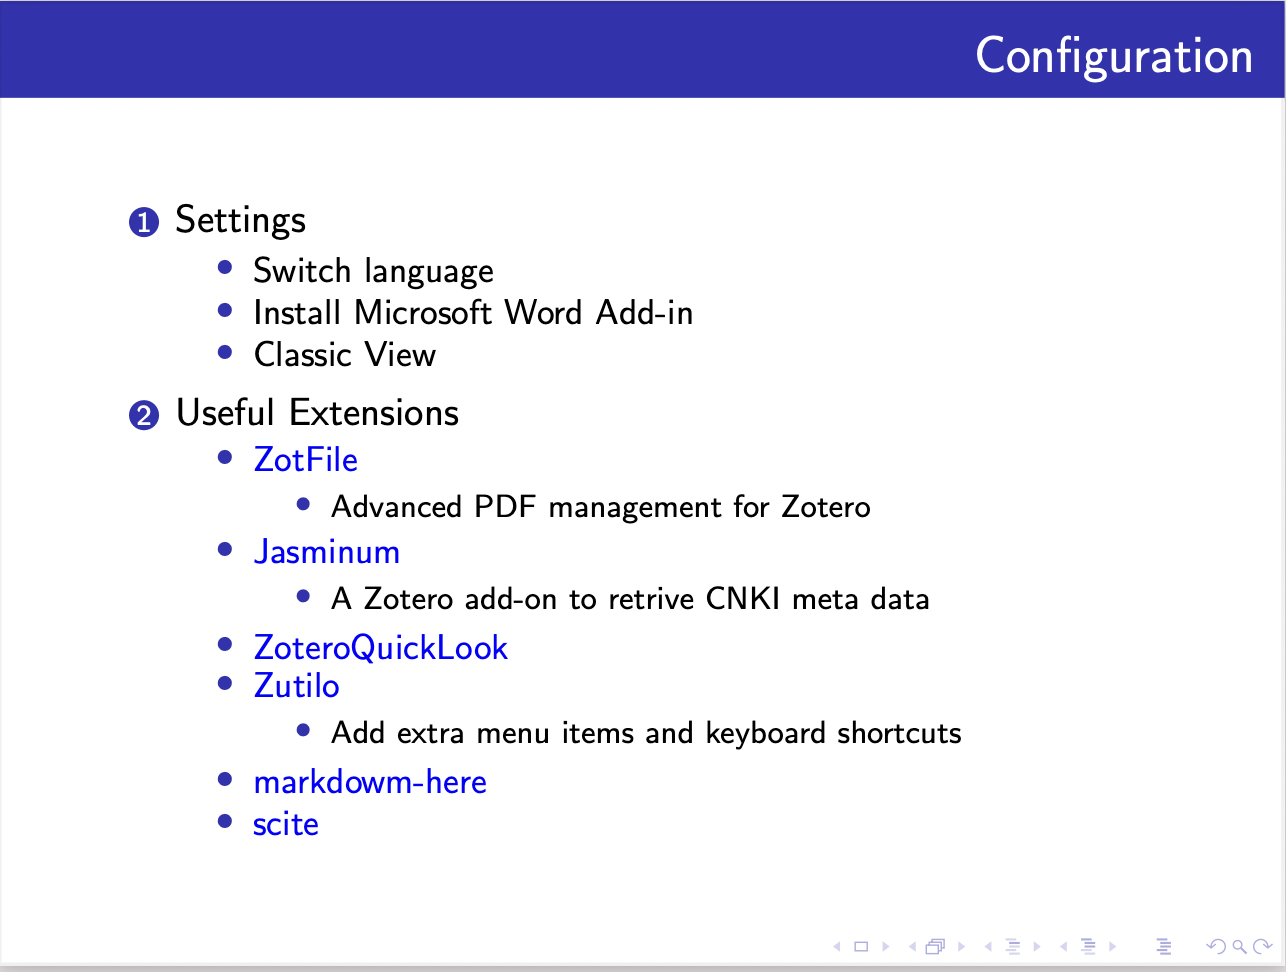 Configuration
1 Settings
• Switch language
• Install Microsoft Word Add-in
• Classic View
2 Useful Extensions
• ZotFile
• Advanced PDF management for Zotero
• Jasminum
• A Zotero add-on to retrive CNKI meta data
• ZoteroQuickLook
• Zutilo
• Add extra menu items and keyboard shortcuts
• markdowm-here
• scite